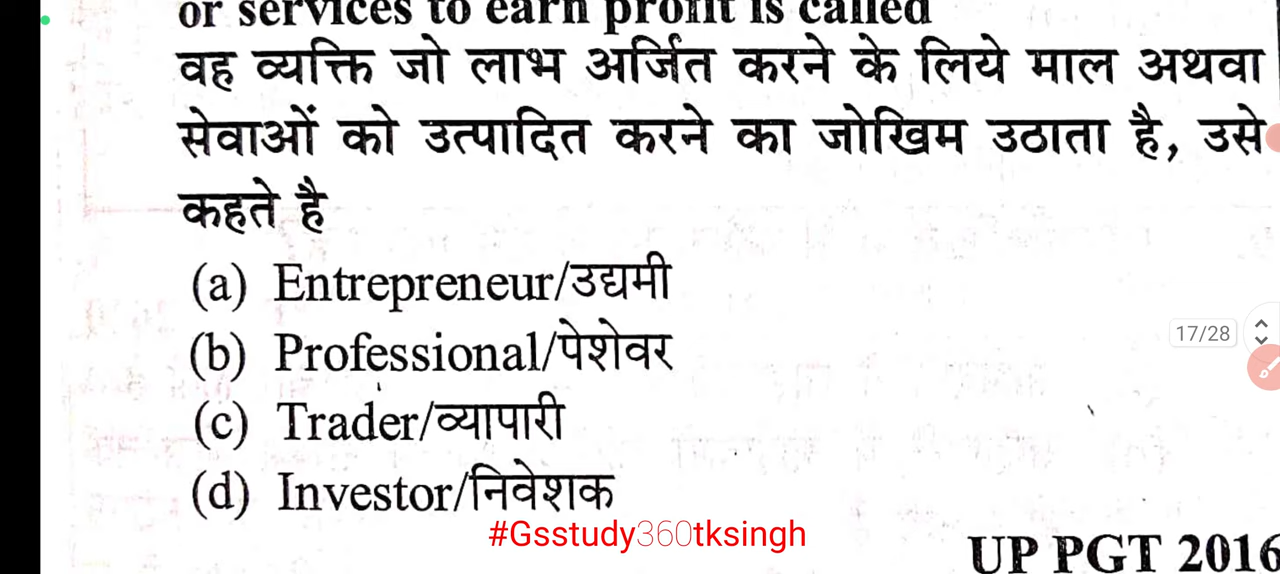 or services to earn profit is called
वह व्यक्ति जो लाभ अर्जित करने के लिये माल अथवा
सेवाओं को उत्पादित करने का जोखिम उठाता है, उसे
कहते है
(a) Entrepreneur/उद्यमी
(b) Professional/पेशेवर
17/28
(c) Trader/व्यापारी
(d) Investor/निवेशक
#Gsstudy360tksingh
UP PGT 2016